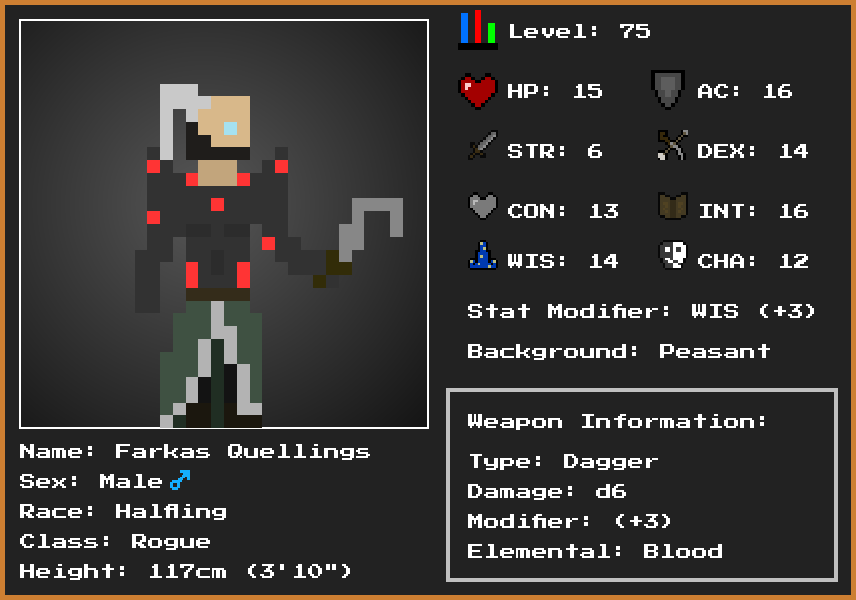 Level: 75
HP: 15
AC: 16
STR: 6
DEX: 14
CON: 13
INT: 16
WIS: 14
CHA: 12
Stat Modifier: WIS (+3)
Background: Peasant
Weapon Information:
Type: Dagger
Damage: d6
Modifier: (+3)
Elemental: Blood
Name: Farkas Quellings
Sex: Male♂
Race: Halfling
Class: Rogue
Height: 117cm (3'10")